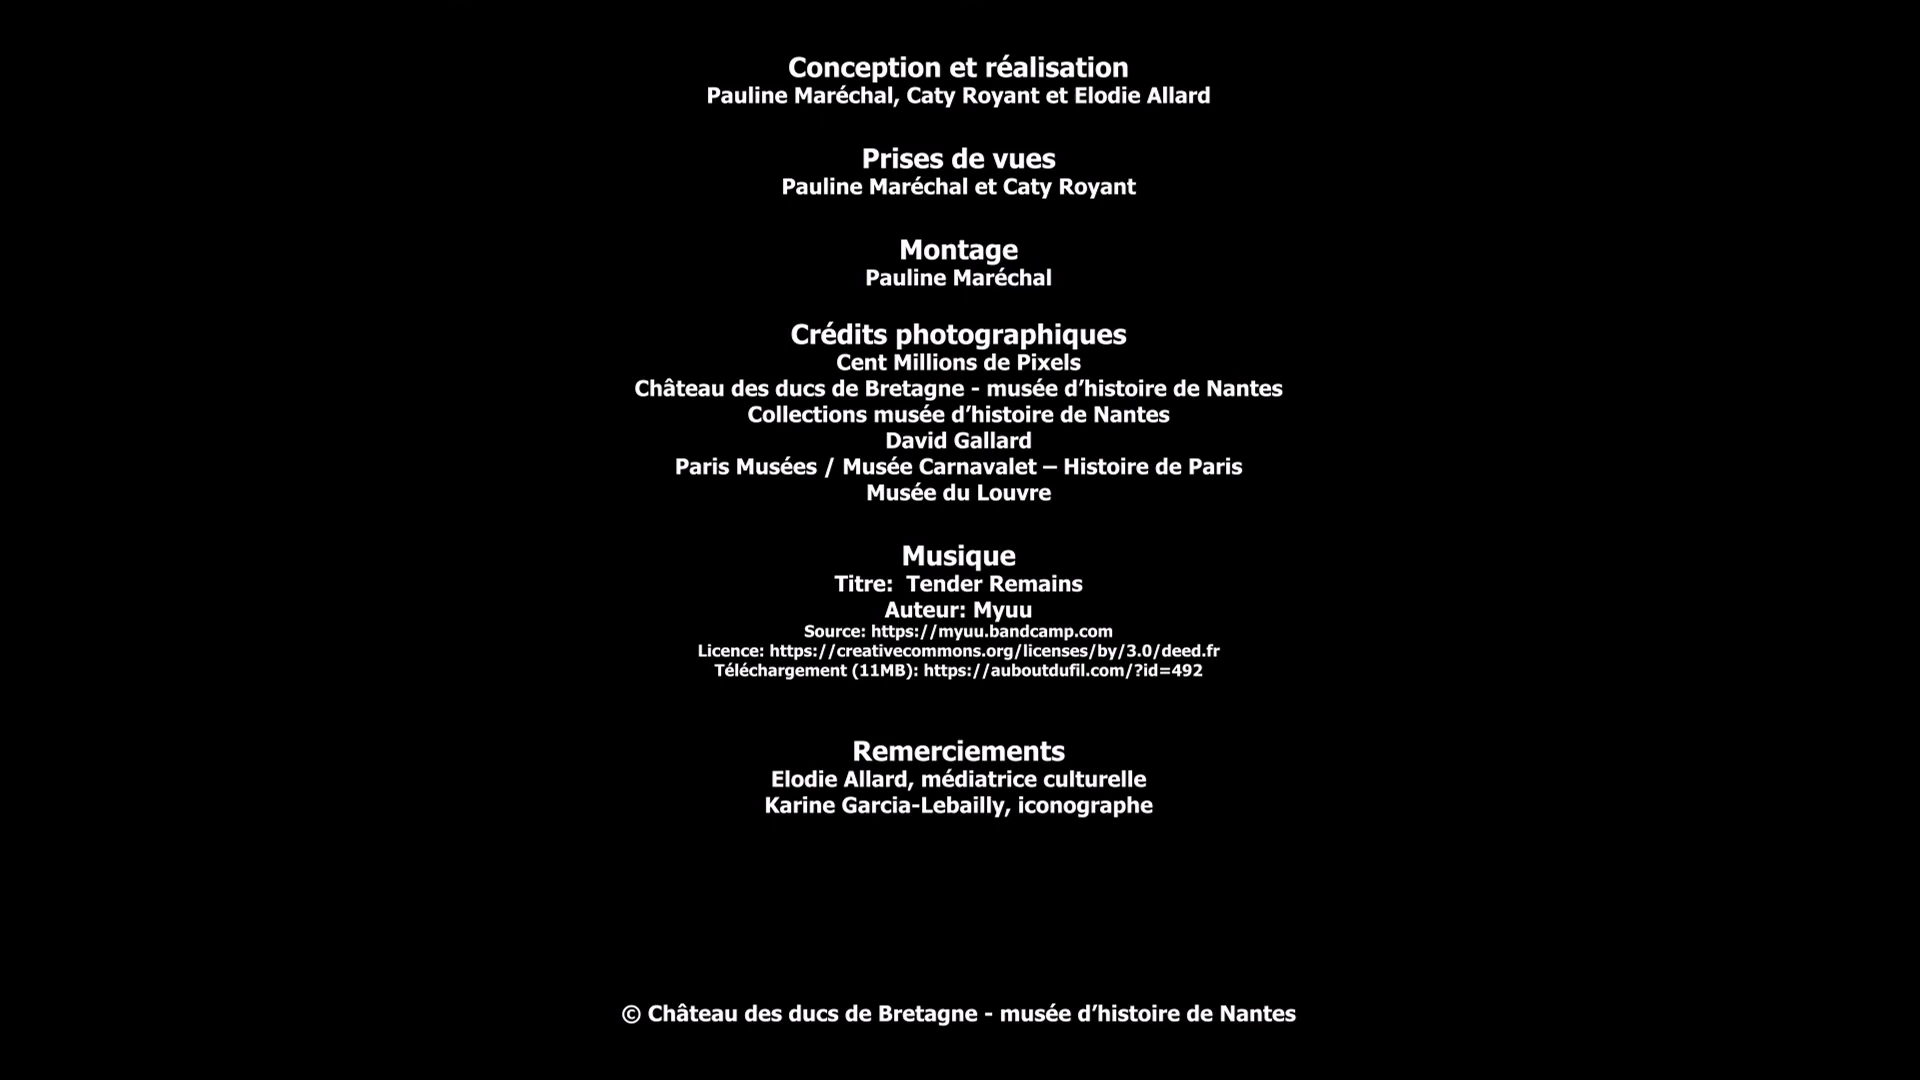 Conception et réalisation
Pauline Maréchal, Caty Royant et Elodie Allard
Prises de vues
Pauline Maréchal et Caty Royant
Montage
Pauline Maréchal
Crédits photographiques
Cent Millions de Pixels
Château des ducs de Bretagne - musée d’histoire de Nantes
Collections musée d’histoire de Nantes
David Gallard
Paris Musées / Musée Carnavalet – Histoire de Paris
Musée du Louvre
Musique
Titre:  Tender Remains
Auteur: Myuu
Source: https://myuu.bandcamp.com
Licence: https://creativecommons.org/licenses/by/3.0/deed.fr
Téléchargement (11MB): https://auboutdufil.com/?id=492
Remerciements
Elodie Allard, médiatrice culturelle
Karine Garcia-Lebailly, iconographe
© Château des ducs de Bretagne - musée d’histoire de Nantes